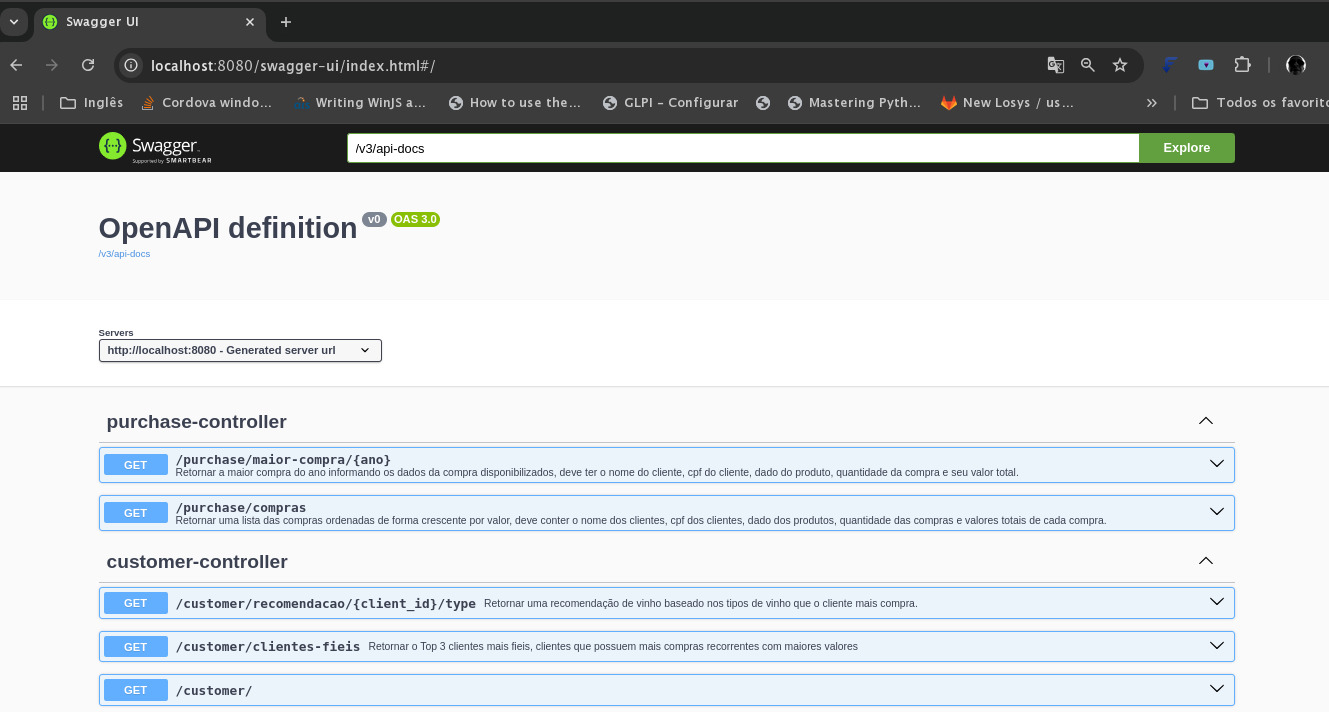 Swagger UI
localhost:8080/swagger-ui/index.html#/
Inglês
Cordova windo...
Writing WinJS a...
How to use the...
GLPI - Configurar
Mastering Pyth...
New Losys / us...
»
Todos os favorito
Swagger
Supported by SMARTBEAR
/v3/api-docs
Explore
OpenAPI definition v0 OAS 3.0
/v3/api-docs
Servers
http://localhost:8080 - Generated server url
purchase-controller
GET /purchase/maior-compra/{ano}
Retornar a maior compra do ano informando os dados da compra disponibilizados, deve ter o nome do cliente, cpf do cliente, dado do produto, quantidade da compra e seu valor total.
GET /purchase/compras
Retornar uma lista das compras ordenadas de forma crescente por valor, deve conter o nome dos clientes, cpf dos clientes, dado dos produtos, quantidade das compras e valores totais de cada compra.
customer-controller
GET /customer/recomendacao/{client_id}/type Retornar uma recomendação de vinho baseado nos tipos de vinho que o cliente mais compra.
GET /customer/clientes-fieis Retornar o Top 3 clientes mais fieis, clientes que possuem mais compras recorrentes com maiores valores
GET /customer/